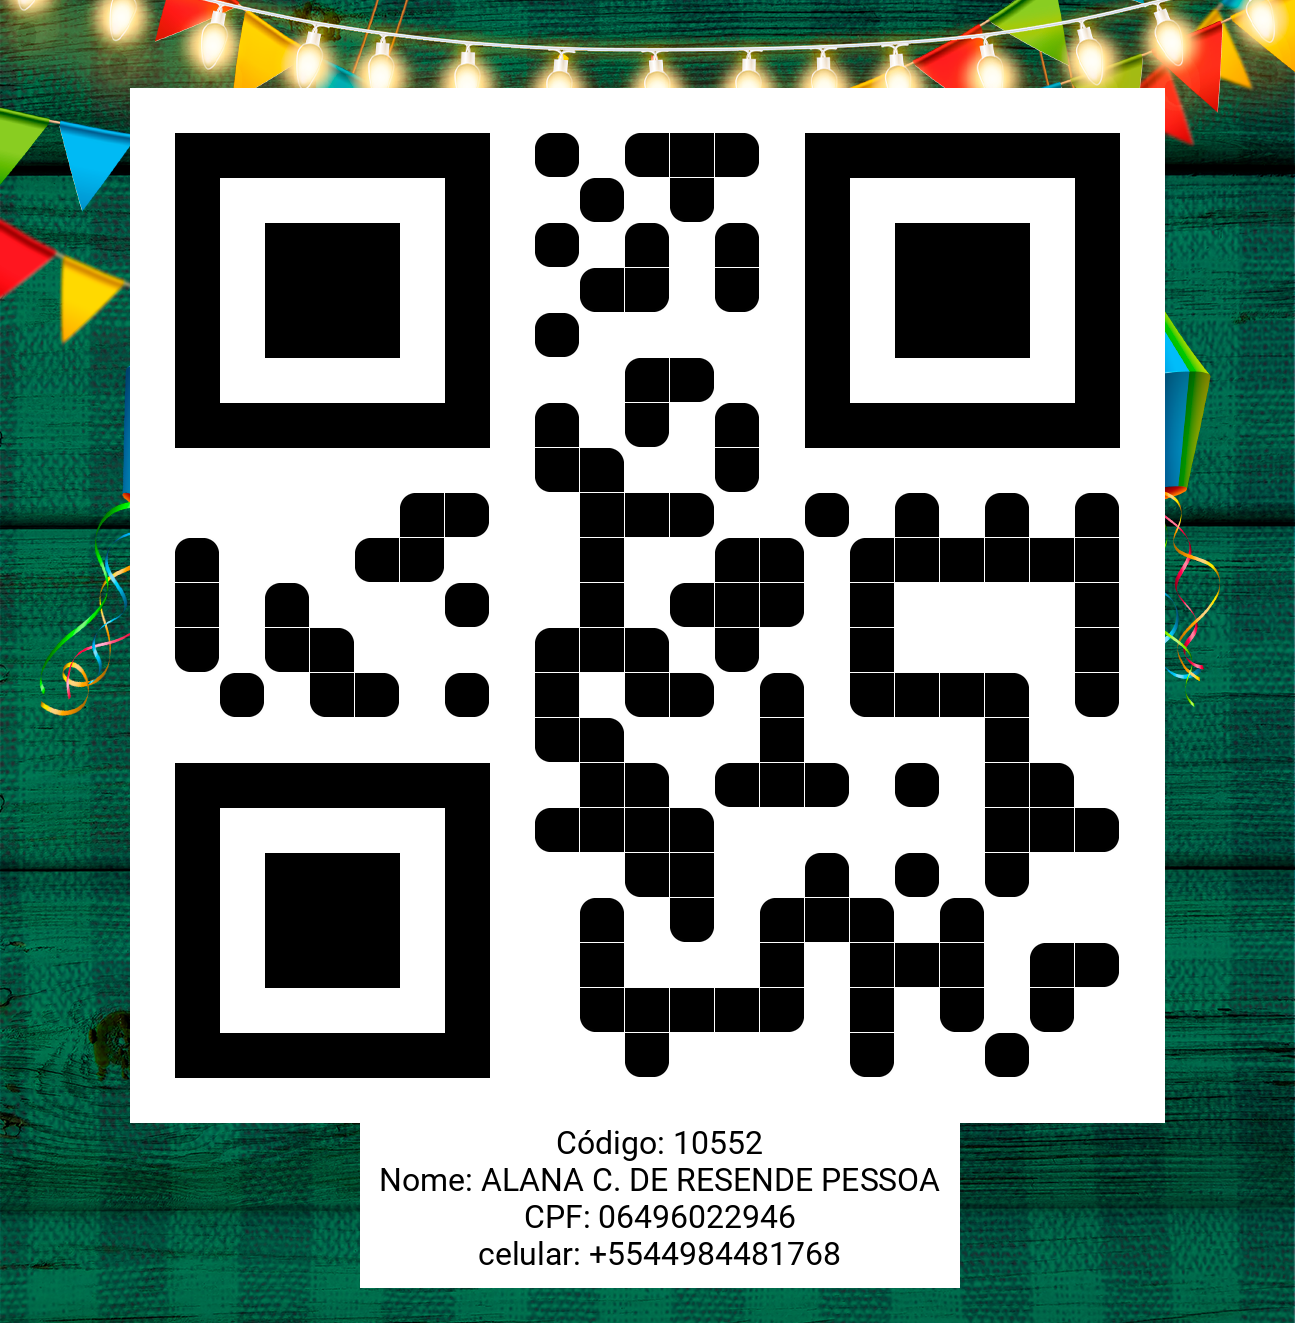 Código: 10552
Nome: ALANA C. DE RESENDE PESSOA
CPF: 06496022946
celular: +5544984481768